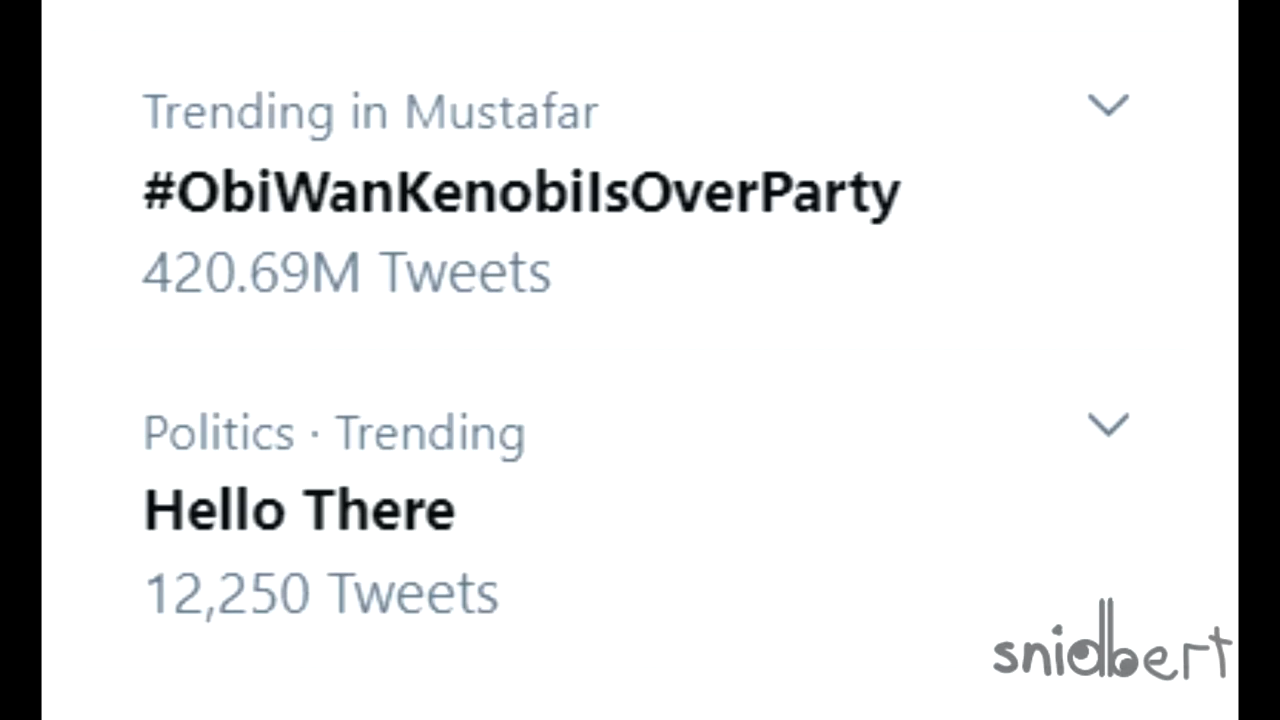 Trending in Mustafar
#ObiWanKenobiIsOverParty
420.69M Tweets
Politics · Trending
Hello There
12,250 Tweets
snidbert